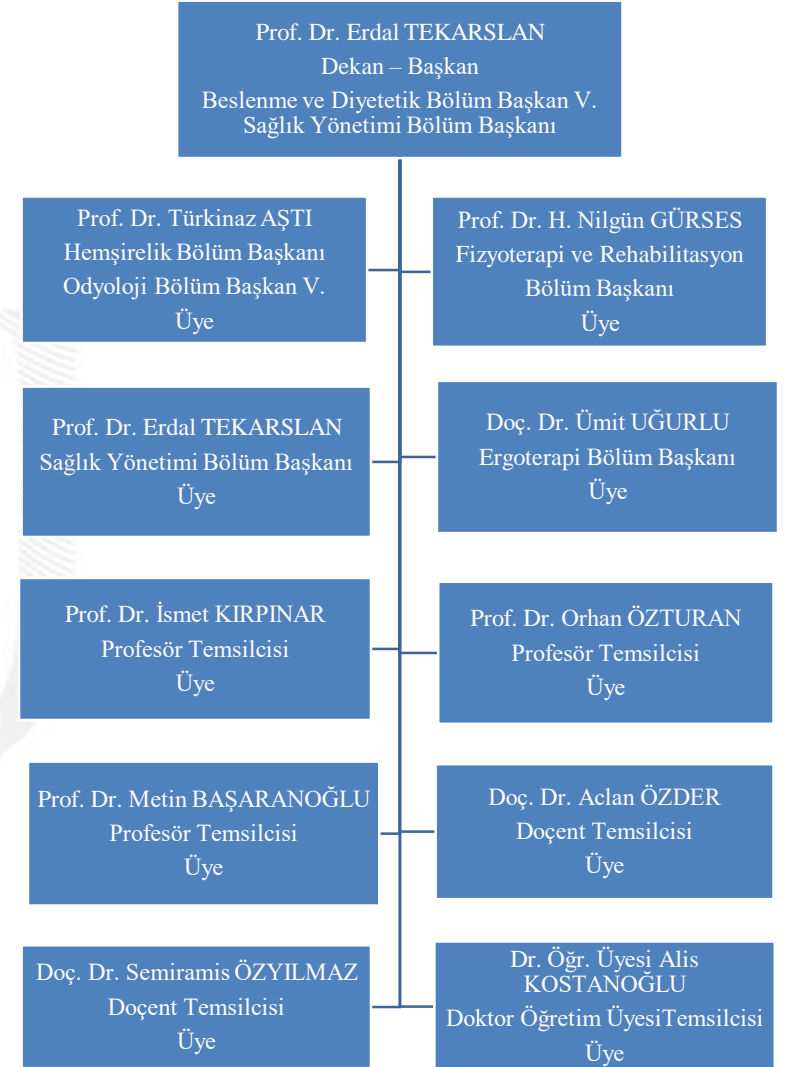 Prof. Dr. Erdal TEKARSLAN
Dekan – Başkan
Beslenme ve Diyetetik Bölüm Başkan V.
Sağlık Yönetimi Bölüm Başkanı
Prof. Dr. Türkinaz AŞTI
Hemşirelik Bölüm Başkanı
Odyoloji Bölüm Başkan V.
Üye
Prof. Dr. H. Nilgün GÜRSES
Fizyoterapi ve Rehabilitasyon
Bölüm Başkanı
Üye
Prof. Dr. Erdal TEKARSLAN
Sağlık Yönetimi Bölüm Başkanı
Üye
Doç. Dr. Ümit UĞURLU
Ergoterapi Bölüm Başkanı
Üye
Prof. Dr. İsmet KIRPINAR
Profesör Temsilcisi
Üye
Prof. Dr. Orhan ÖZTURAN
Profesör Temsilcisi
Üye
Prof. Dr. Metin BAŞARANOĞLU
Profesör Temsilcisi
Üye
Doç. Dr. Aclan ÖZDER
Doçent Temsilcisi
Üye
Doç. Dr. Semiramis ÖZYILMAZ
Doçent Temsilcisi
Üye
Dr. Öğr. Üyesi Alis
KOSTANOĞLU
Doktor Öğretim ÜyesiTemsilcisi
Üye